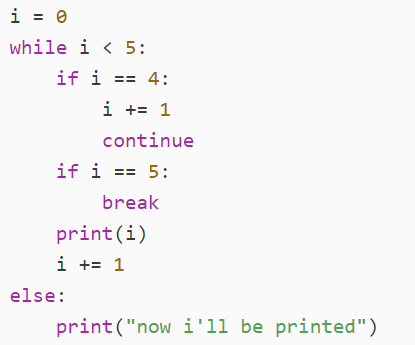 i = 0
while i < 5:
    if i == 4:
        i += 1
        continue
    if i == 5:
        break
    print(i)
    i += 1
else:
    print("now i'll be printed")